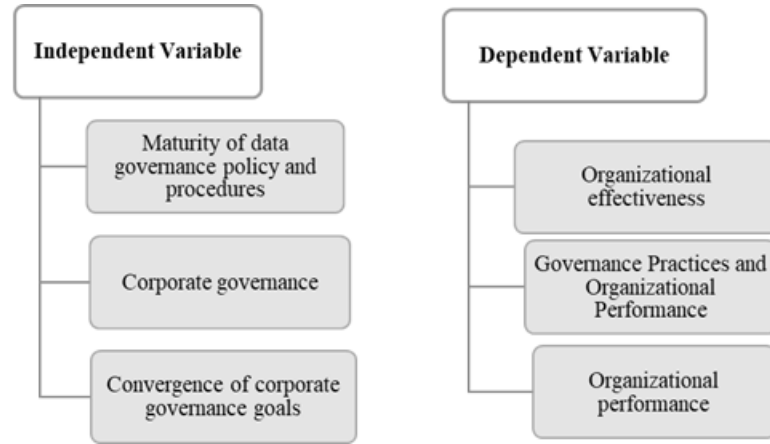 Independent Variable
Maturity of data
governance policy and
procedures
Corporate governance
Convergence of corporate
governance goals
Dependent Variable
Organizational
effectiveness
Governance Practices and
Organizational
Performance
Organizational
performance